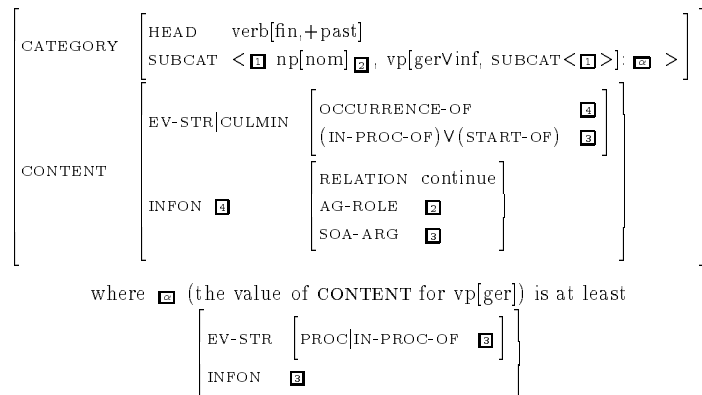 CATEGORY
HEAD verb[fin,+past]
SUBCAT < 1 np[nom] 2 , vp[ger∨inf, SUBCAT<1>]: α >
CONTENT
EV-STR|CULMIN
OCCURRENCE-OF 4
(IN-PROC-OF)∨(START-OF) 3
INFON 4
RELATION continue
AG-ROLE 2
SOA-ARG 3
where α (the value of CONTENT for vp[ger]) is at least
EV-STR [PROC|IN-PROC-OF 3]
INFON 3